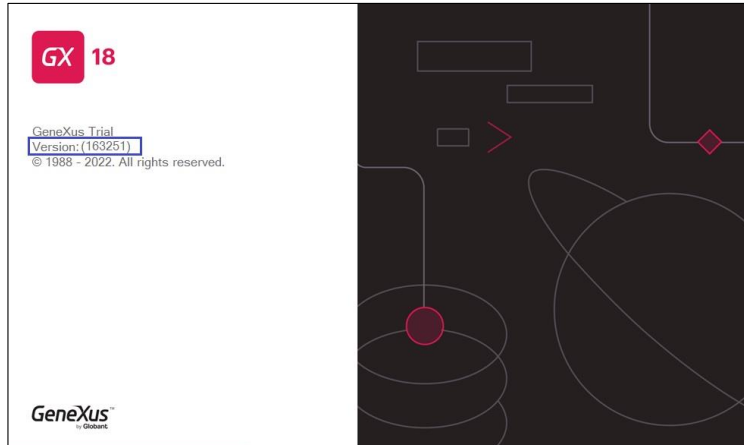 GX 18
GeneXus Trial
Version: (163251)
© 1988 - 2022. All rights reserved.
GeneXus™
by Globant